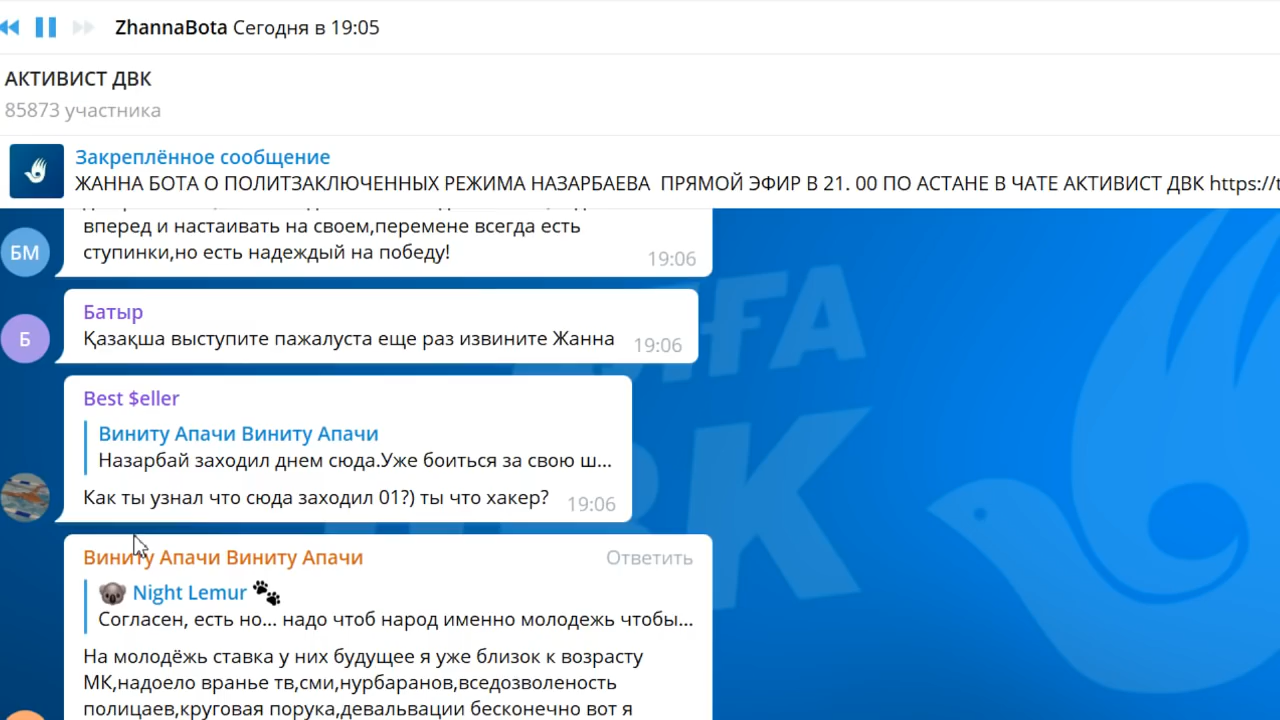 ZhannaBota Сегодня в 19:05
АКТИВИСТ ДВК
85873 участника
Закреплённое сообщение
ЖАННА БОТА О ПОЛИТЗАКЛЮЧЕННЫХ РЕЖИМА НАЗАРБАЕВА ПРЯМОЙ ЭФИР В 21. 00 ПО АСТАНЕ В ЧАТЕ АКТИВИСТ ДВК https://t
вперед и настаивать на своем,перемене всегда есть
ступинки,но есть надеждый на победу!
19:06
БМ
Батыр
Қазақша выступите пажалуста еще раз извините Жанна
19:06
Б
Best $eller
Виниту Апачи Виниту Апачи
Назарбай заходил днем сюда.Уже боиться за свою ш...
Как ты узнал что сюда заходил 01?) ты что хакер?
19:06
Виниту Апачи Виниту Апачи
Ответить
Night Lemur
Согласен, есть но... надо чтоб народ именно молодежь чтобы...
На молодёжь ставка у них будущее я уже близок к возрасту
МК,надоело вранье тв,сми,нурбаранов,вседозволеность
полицаев,круговая порука,девальвации бесконечно вот я
ДВК